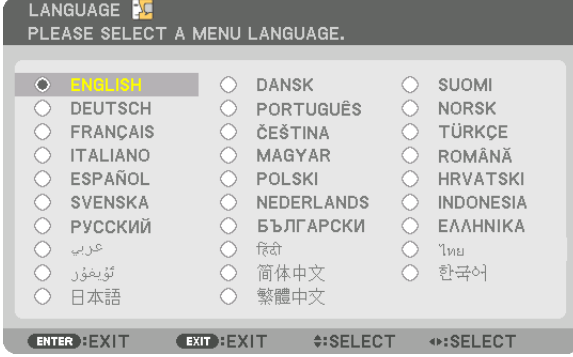 LANGUAGE
PLEASE SELECT A MENU LANGUAGE.
ENGLISH DANSK SUOMI
DEUTSCH PORTUGUÊS NORSK
FRANÇAIS ČEŠTINA TÜRKÇE
ITALIANO MAGYAR ROMÂNĂ
ESPAÑOL POLSKI HRVATSKI
SVENSKA NEDERLANDS INDONESIA
РУССКИЙ БЪЛГАРСКИ ΕΛΛΗΝΙΚΑ
عربي हिंदी ไทย
ئۇيغۇر 简体中文 한국어
日本語 繁體中文
ENTER :EXIT EXIT :EXIT :SELECT :SELECT